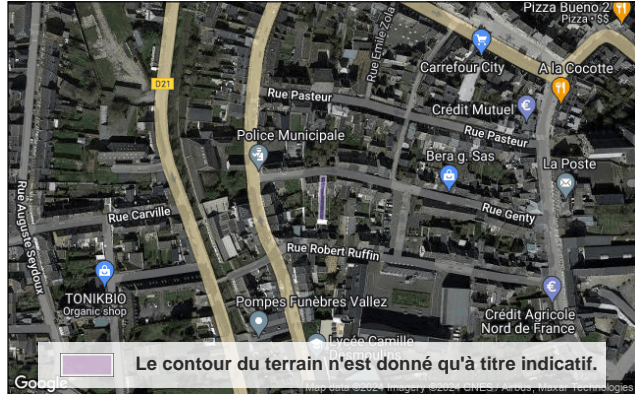 Pizza Bueno 2
Pizza • $$
Rue Emile Zola
Carrefour City
A la Cocotte
D21
Rue Pasteur
Crédit Mutuel
Rue Pasteur
Police Municipale
Bera g. Sas
La Poste
Rue Auguste Seydoux
Rue Carville
Rue Genty
Rue Robert Ruffin
TONIKBIO
Organic shop
Pompes Funèbres Vallez
Crédit Agricole
Nord de France
Lycée Camille
Desmoulins
Le contour du terrain n'est donné qu'à titre indicatif.
Google
Map data ©2024 Imagery ©2024 CNES / Airbus, Maxar Technologies